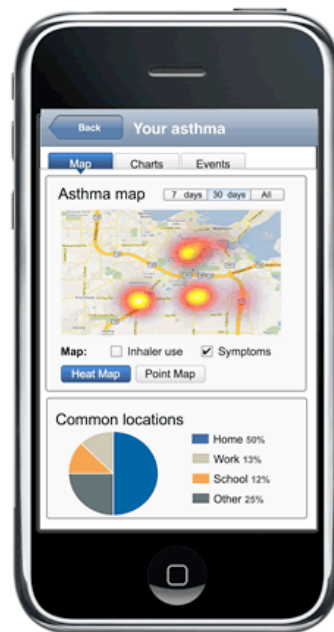 Back Your asthma
Map Charts Events
Asthma map 7 days 30 days All
Map: Inhaler use Symptoms
Heat Map Point Map
Common locations
Home 50%
Work 13%
School 12%
Other 25%